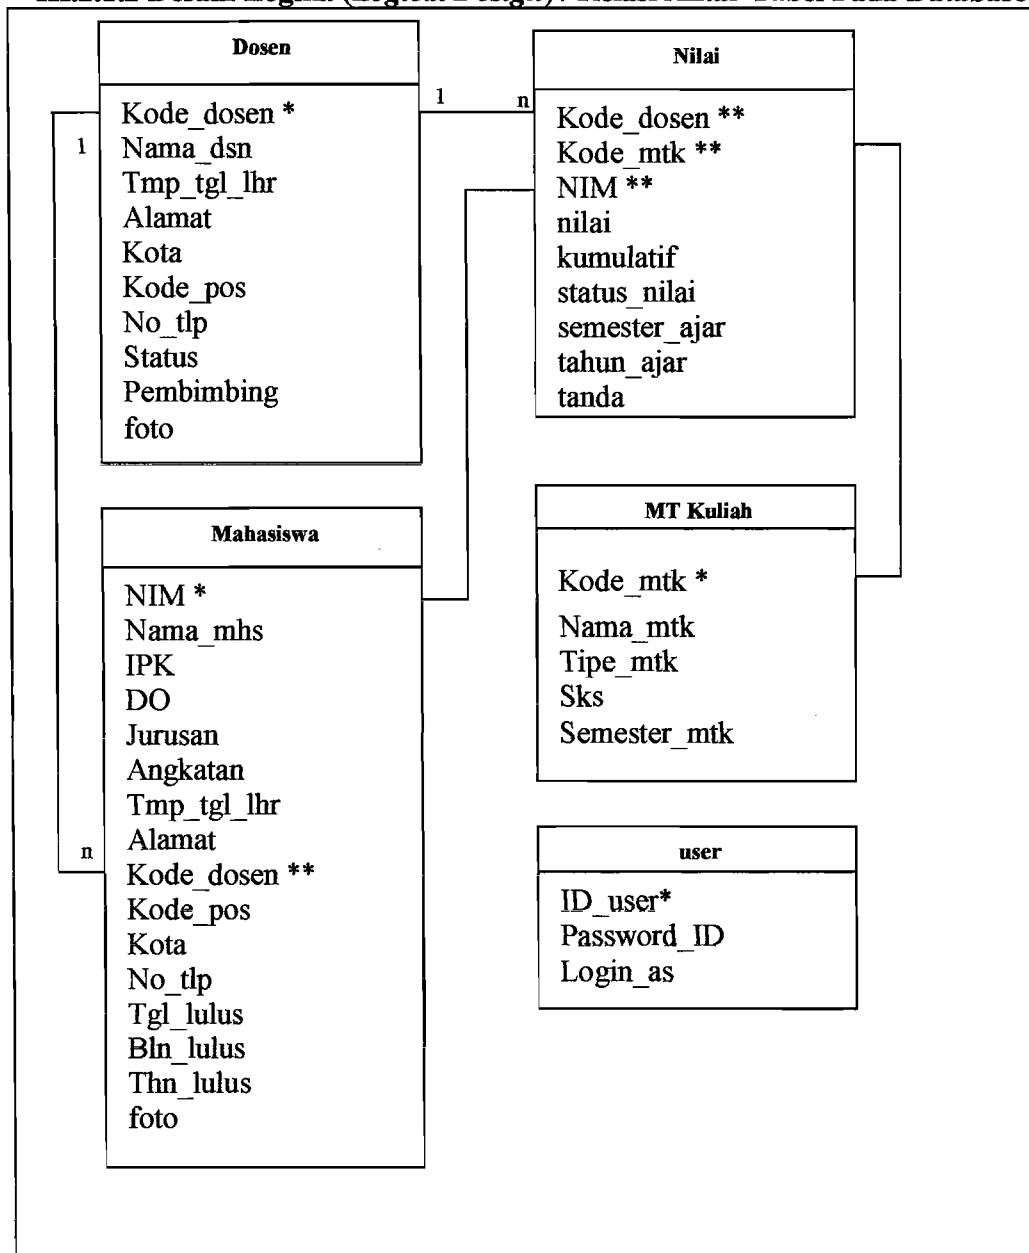 Dosen
Kode_dosen *
Nama_dsn
Tmp_tgl_lhr
Alamat
Kota
Kode_pos
No_tlp
Status
Pembimbing
foto
1
1
n
Nilai
Kode_dosen **
Kode_mtk **
NIM **
nilai
kumulatif
status_nilai
semester_ajar
tahun_ajar
tanda
Mahasiswa
NIM *
Nama_mhs
IPK
DO
Jurusan
Angkatan
Tmp_tgl_lhr
Alamat
n
Kode_dosen **
Kode_pos
Kota
No_tlp
Tgl_lulus
Bln_lulus
Thn_lulus
foto
MT Kuliah
Kode_mtk *
Nama_mtk
Tipe_mtk
Sks
Semester_mtk
user
ID_user*
Password_ID
Login_as